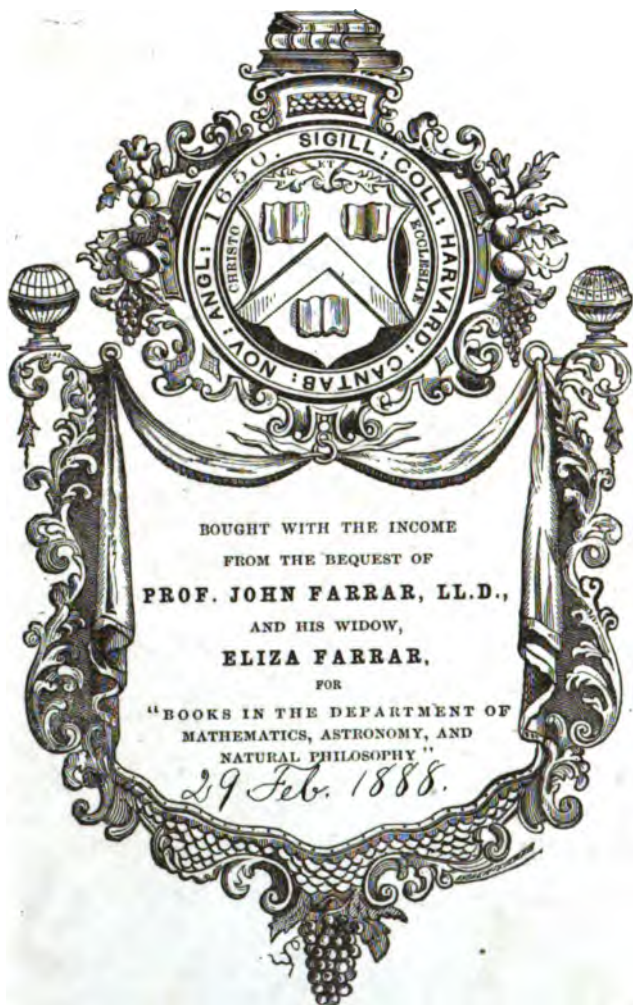 SIGILL: COLL: HARVARD: CANTAB: NOV: ANGL: 1650.
ET
CHRISTO
ECCLESIAE
BOUGHT WITH THE INCOME
FROM THE BEQUEST OF
PROF. JOHN FARRAR, LL.D.,
AND HIS WIDOW,
ELIZA FARRAR,
FOR
"BOOKS IN THE DEPARTMENT OF
MATHEMATICS, ASTRONOMY, AND
NATURAL PHILOSOPHY"
29 Feb. 1888.